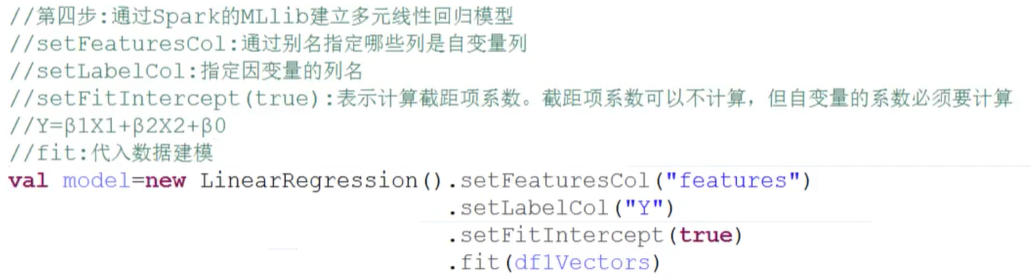 //第四步:通过Spark的MLlib建立多元线性回归模型
//setFeaturesCol:通过别名指定哪些列是自变量列
//setLabelCol:指定因变量的列名
//setFitIntercept(true):表示计算截距项系数。截距项系数可以不计算，但自变量的系数必须要计算
//Y=β1X1+β2X2+β0
//fit:代入数据建模
val model=new LinearRegression().setFeaturesCol("features")
.setLabelCol("Y")
.setFitIntercept(true)
.fit(df1Vectors)